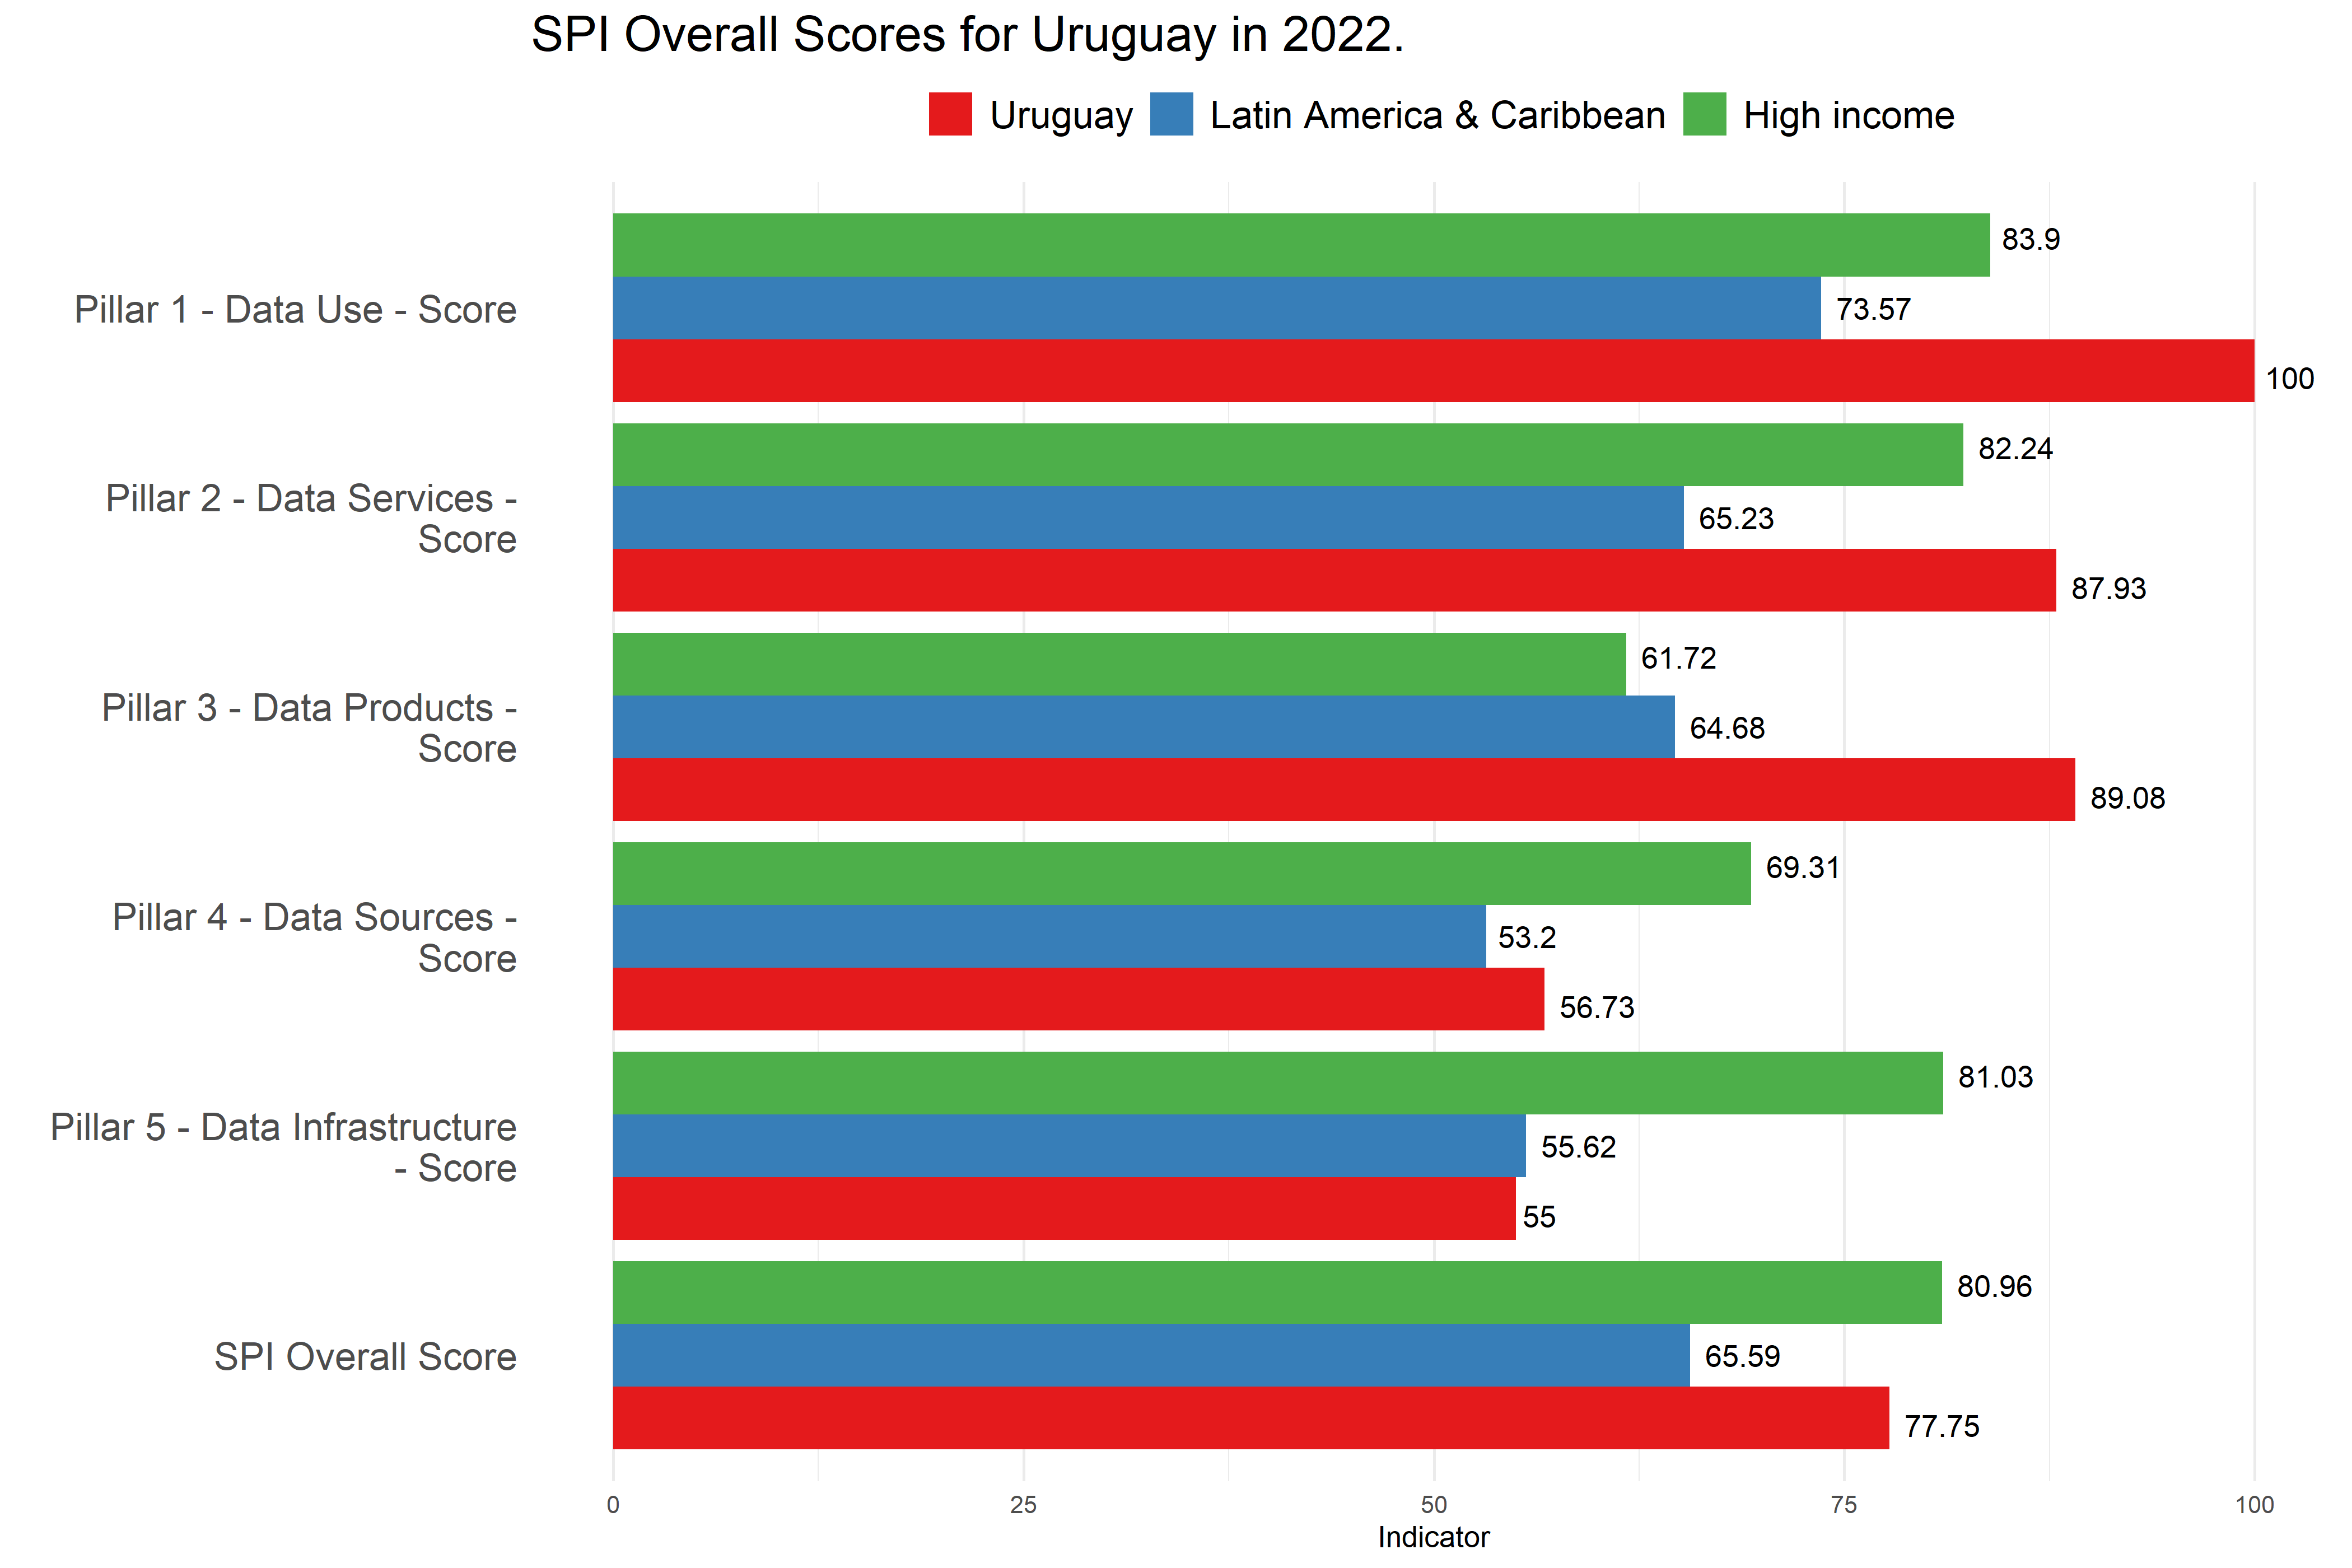 SPI Overall Scores for Uruguay in 2022.
Uruguay Latin America & Caribbean High income
Pillar 1 - Data Use - Score
83.9
73.57
100
Pillar 2 - Data Services -
Score
82.24
65.23
87.93
Pillar 3 - Data Products -
Score
61.72
64.68
89.08
Pillar 4 - Data Sources -
Score
69.31
53.2
56.73
Pillar 5 - Data Infrastructure
- Score
81.03
55.62
55
SPI Overall Score
80.96
65.59
77.75
0 25 50 75 100
Indicator